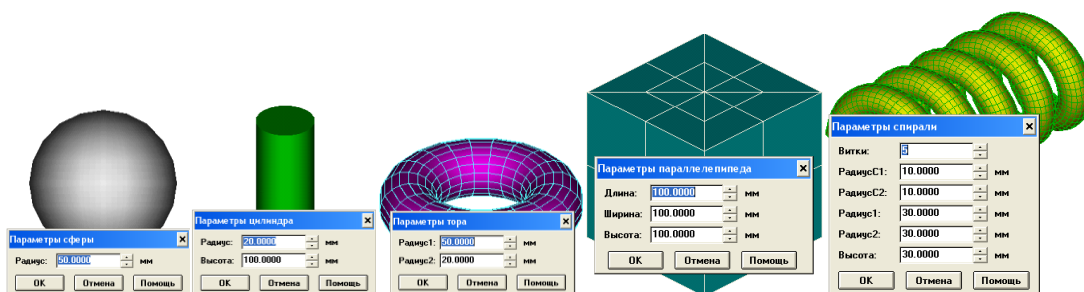 Параметры сферы
Радиус: 50.0000 мм
OK Отмена Помощь
Параметры цилиндра
Радиус: 20.0000 мм
Высота: 100.0000 мм
OK Отмена Помощь
Параметры тора
Радиус1: 50.0000 мм
Радиус2: 20.0000 мм
OK Отмена Помощь
Параметры параллелепипеда
Длина: 100.0000 мм
Ширина: 100.0000 мм
Высота: 100.0000 мм
OK Отмена Помощь
Параметры спирали
Витки: 5
РадиусС1: 10.0000 мм
РадиусС2: 10.0000 мм
Радиус1: 30.0000 мм
Радиус2: 30.0000 мм
Высота: 30.0000 мм
OK Отмена Помощь